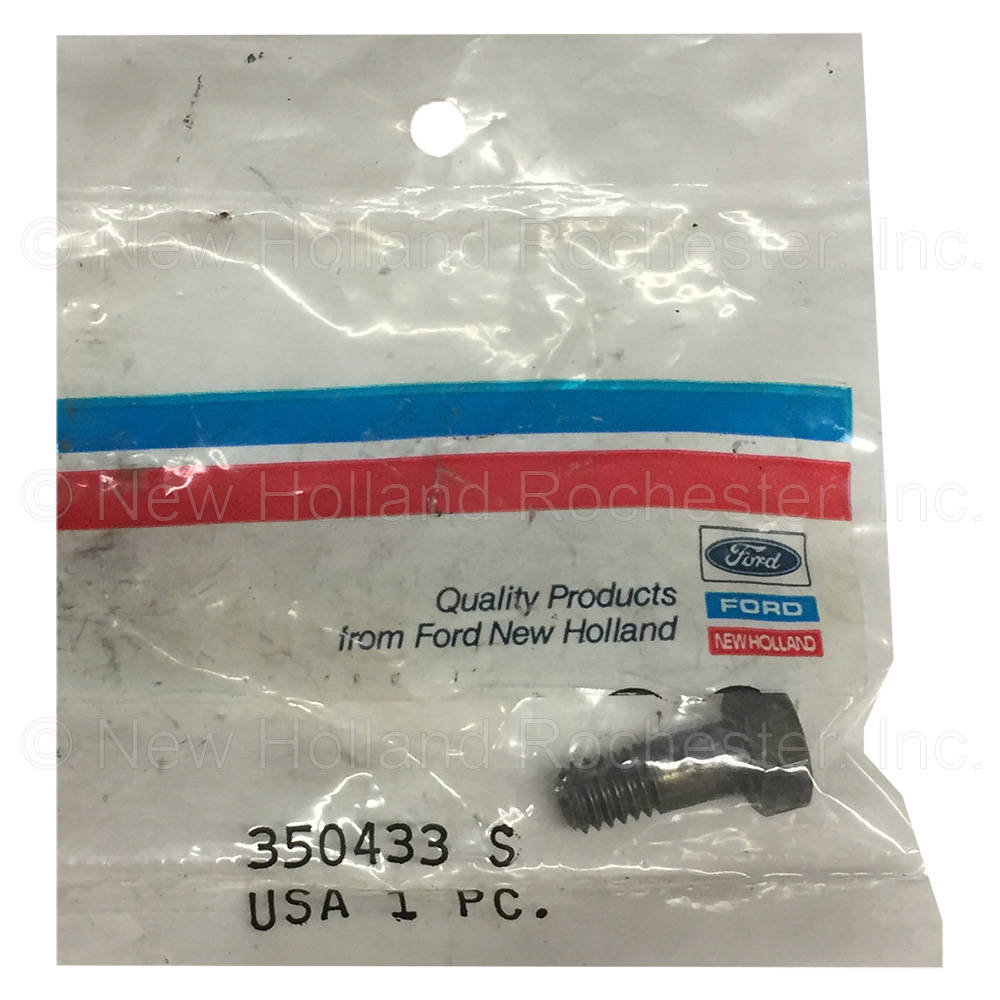 © New Holland Rochester, Inc.
© New Holland Rochester, Inc.
Ford
Quality Products
from Ford New Holland
FORD
NEW HOLLAND
© New Holland Rochester, Inc.
350433 S
USA 1 PC.